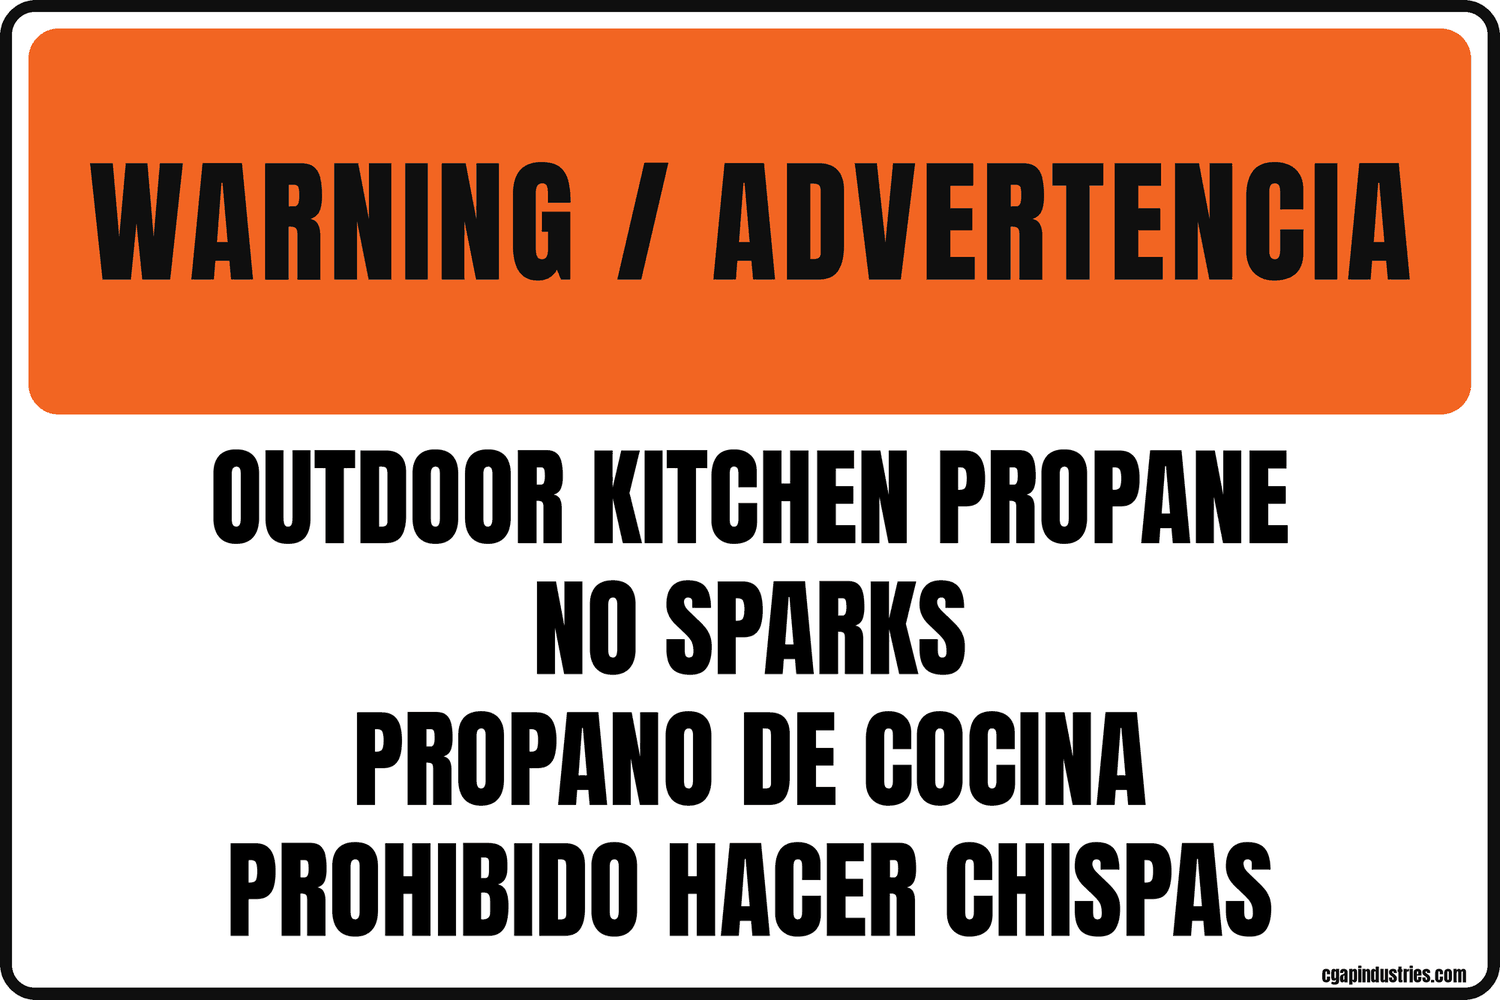 WARNING / ADVERTENCIA
OUTDOOR KITCHEN PROPANE
NO SPARKS
PROPANO DE COCINA
PROHIBIDO HACER CHISPAS
cgapindustries.com